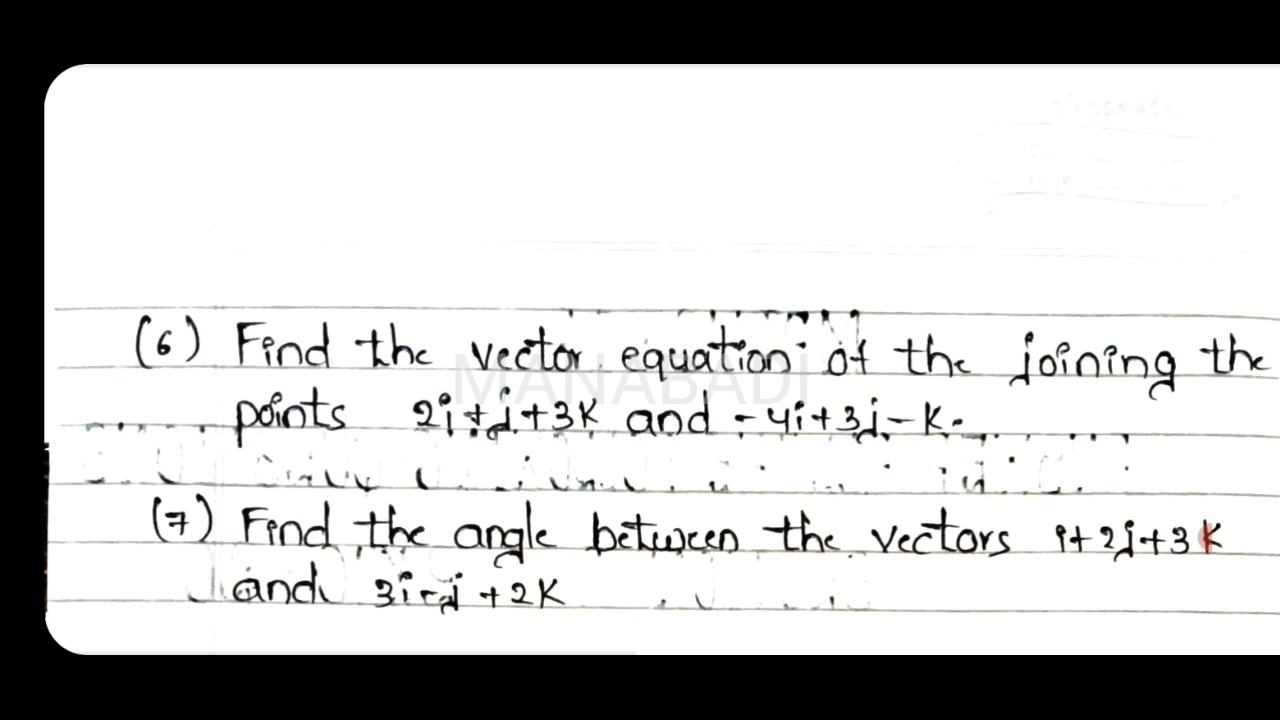 (6) Find the vector equation of the joining the
points 2i+j+3k and -4i+3j-k.
(7) Find the angle between the vectors i+2j+3k
and 3i-j+2k
MANABADI